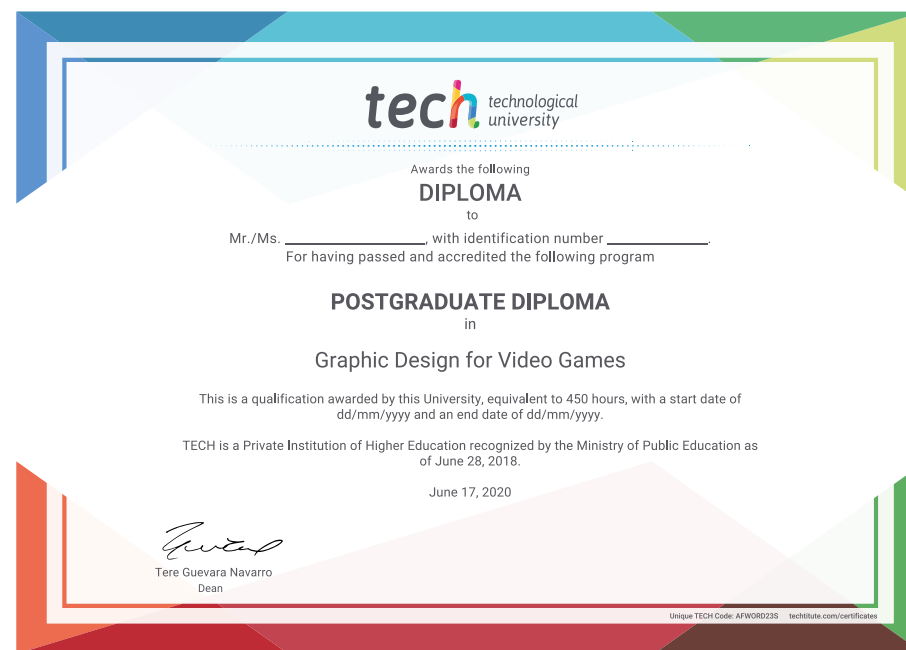 tech technological
university
Awards the following
DIPLOMA
to
Mr./Ms. ____________________, with identification number ______________.
For having passed and accredited the following program
POSTGRADUATE DIPLOMA
in
Graphic Design for Video Games
This is a qualification awarded by this University, equivalent to 450 hours, with a start date of
dd/mm/yyyy and an end date of dd/mm/yyyy.
TECH is a Private Institution of Higher Education recognized by the Ministry of Public Education as
of June 28, 2018.
June 17, 2020
Tere Guevara Navarro
Dean
Unique TECH Code: AFWORD23S techtitute.com/certificates